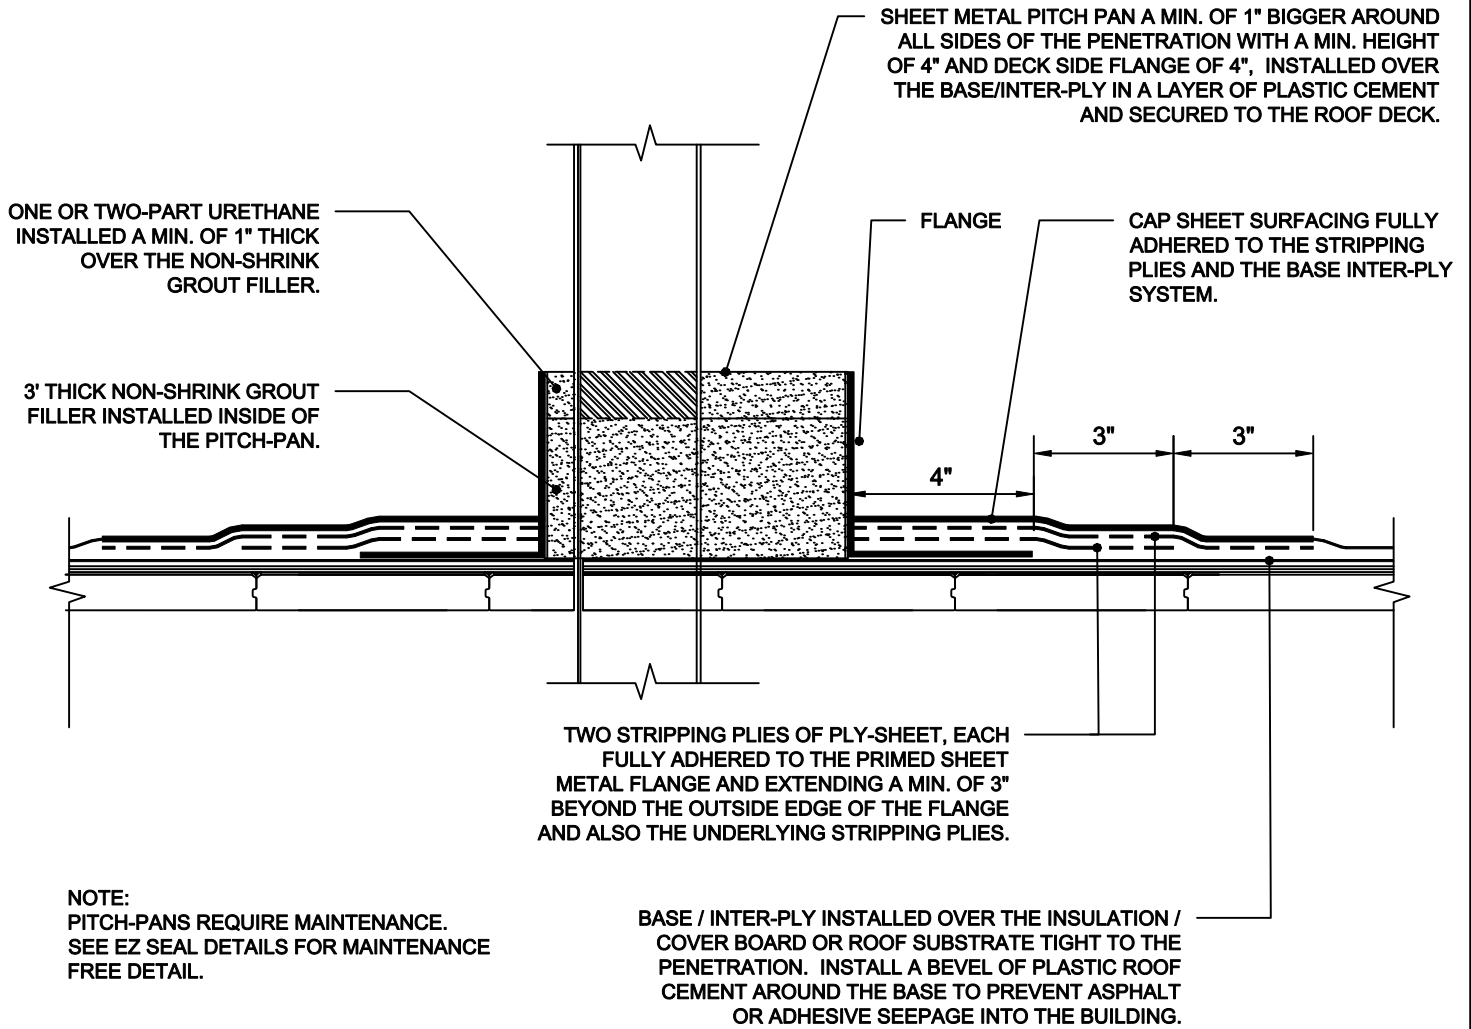 SHEET METAL PITCH PAN A MIN. OF 1" BIGGER AROUND
ALL SIDES OF THE PENETRATION WITH A MIN. HEIGHT
OF 4" AND DECK SIDE FLANGE OF 4", INSTALLED OVER
THE BASE/INTER-PLY IN A LAYER OF PLASTIC CEMENT
AND SECURED TO THE ROOF DECK.
ONE OR TWO-PART URETHANE
INSTALLED A MIN. OF 1" THICK
OVER THE NON-SHRINK
GROUT FILLER.
FLANGE
CAP SHEET SURFACING FULLY
ADHERED TO THE STRIPPING
PLIES AND THE BASE INTER-PLY
SYSTEM.
3' THICK NON-SHRINK GROUT
FILLER INSTALLED INSIDE OF
THE PITCH-PAN.
3"
3"
4"
TWO STRIPPING PLIES OF PLY-SHEET, EACH
FULLY ADHERED TO THE PRIMED SHEET
METAL FLANGE AND EXTENDING A MIN. OF 3"
BEYOND THE OUTSIDE EDGE OF THE FLANGE
AND ALSO THE UNDERLYING STRIPPING PLIES.
NOTE:
PITCH-PANS REQUIRE MAINTENANCE.
SEE EZ SEAL DETAILS FOR MAINTENANCE
FREE DETAIL.
BASE / INTER-PLY INSTALLED OVER THE INSULATION /
COVER BOARD OR ROOF SUBSTRATE TIGHT TO THE
PENETRATION. INSTALL A BEVEL OF PLASTIC ROOF
CEMENT AROUND THE BASE TO PREVENT ASPHALT
OR ADHESIVE SEEPAGE INTO THE BUILDING.